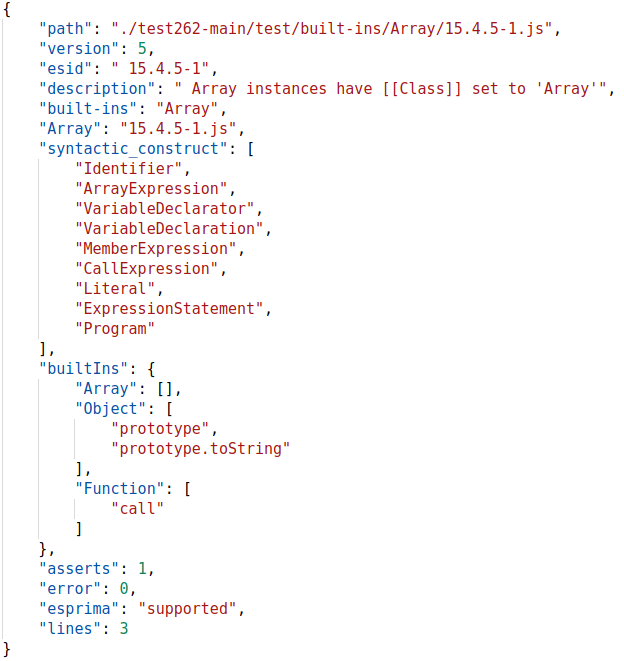 {
    "path": "./test262-main/test/built-ins/Array/15.4.5-1.js",
    "version": 5,
    "esid": " 15.4.5-1",
    "description": " Array instances have [[Class]] set to 'Array'",
    "built-ins": "Array",
    "Array": "15.4.5-1.js",
    "syntactic_construct": [
        "Identifier",
        "ArrayExpression",
        "VariableDeclarator",
        "VariableDeclaration",
        "MemberExpression",
        "CallExpression",
        "Literal",
        "ExpressionStatement",
        "Program"
    ],
    "builtIns": {
        "Array": [],
        "Object": [
            "prototype",
            "prototype.toString"
        ],
        "Function": [
            "call"
        ]
    },
    "asserts": 1,
    "error": 0,
    "esprima": "supported",
    "lines": 3
}